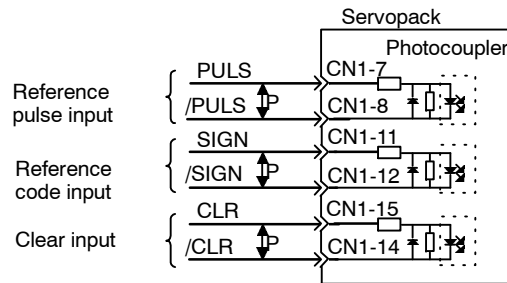 Servopack
Photocoupler
Reference
pulse input
PULS
CN1-7
P
/PULS
CN1-8
Reference
code input
SIGN
CN1-11
P
/SIGN
CN1-12
Clear input
CLR
CN1-15
P
/CLR
CN1-14